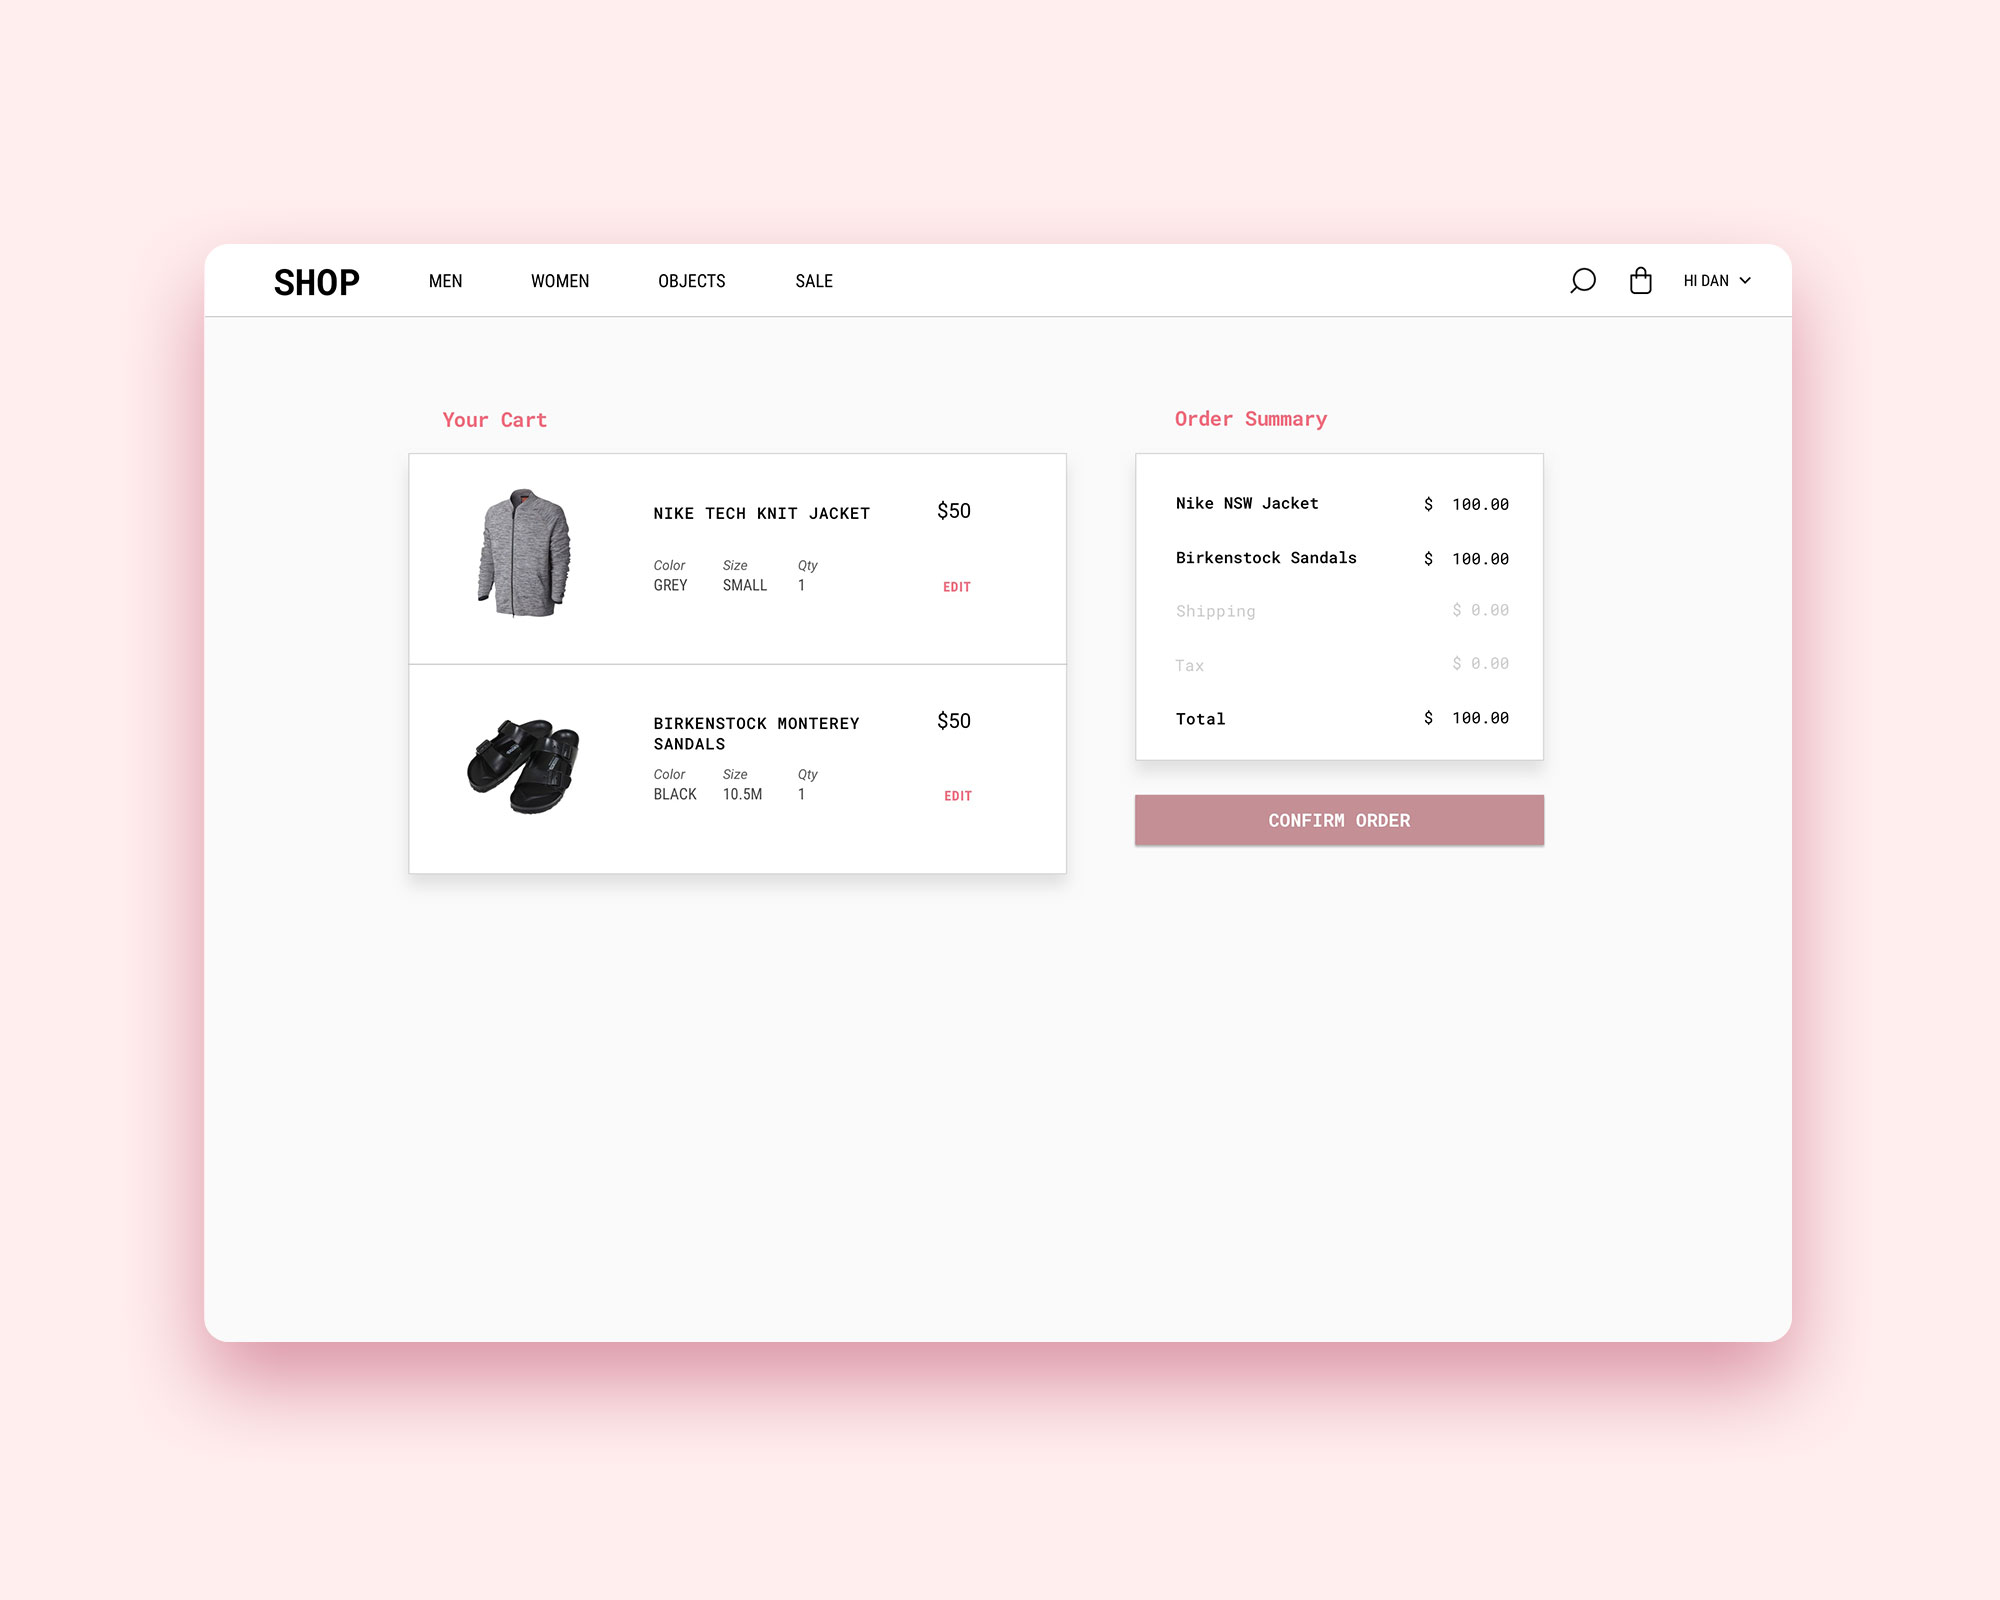 SHOP MEN WOMEN OBJECTS SALE HI DAN
Your Cart
NIKE TECH KNIT JACKET $50
Color Size Qty
GREY SMALL 1 EDIT
BIRKENSTOCK MONTEREY $50
SANDALS
Color Size Qty
BLACK 10.5M 1 EDIT
Order Summary
Nike NSW Jacket $ 100.00
Birkenstock Sandals $ 100.00
Shipping $ 0.00
Tax $ 0.00
Total $ 100.00
CONFIRM ORDER